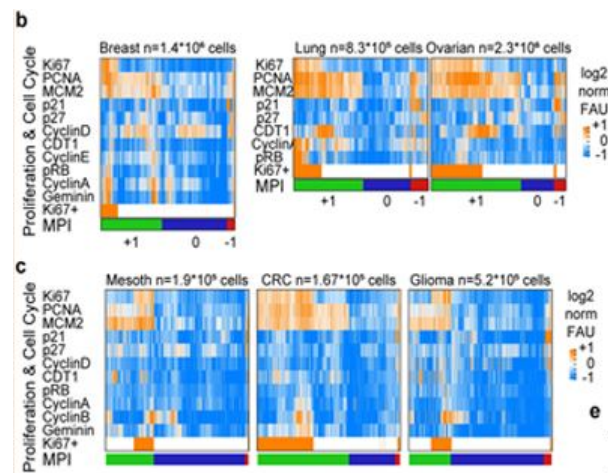 b
Proliferation & Cell Cycle
Breast n=1.4*10⁶ cells
Lung n=8.3*10⁵ cells
Ovarian n=2.3*10⁶ cells
Ki67
PCNA
MCM2
p21
p27
CyclinD
CDT1
CyclinE
pRB
CyclinA
Geminin
Ki67+
MPI
+1
0
-1
Ki67
PCNA
MCM2
p21
p27
CDT1
CyclinA
pRB
Ki67+
MPI
+1
0
-1
+1
0
-1
log2
norm
FAU
+1
0
-1
c
Proliferation & Cell Cycle
Mesoth n=1.9*10⁵ cells
CRC n=1.67*10⁵ cells
Glioma n=5.2*10⁵ cells
Ki67
PCNA
MCM2
p21
p27
CyclinD
CDT1
pRB
CyclinA
CyclinB
Geminin
Ki67+
MPI
log2
norm
FAU
+1
0
-1
e